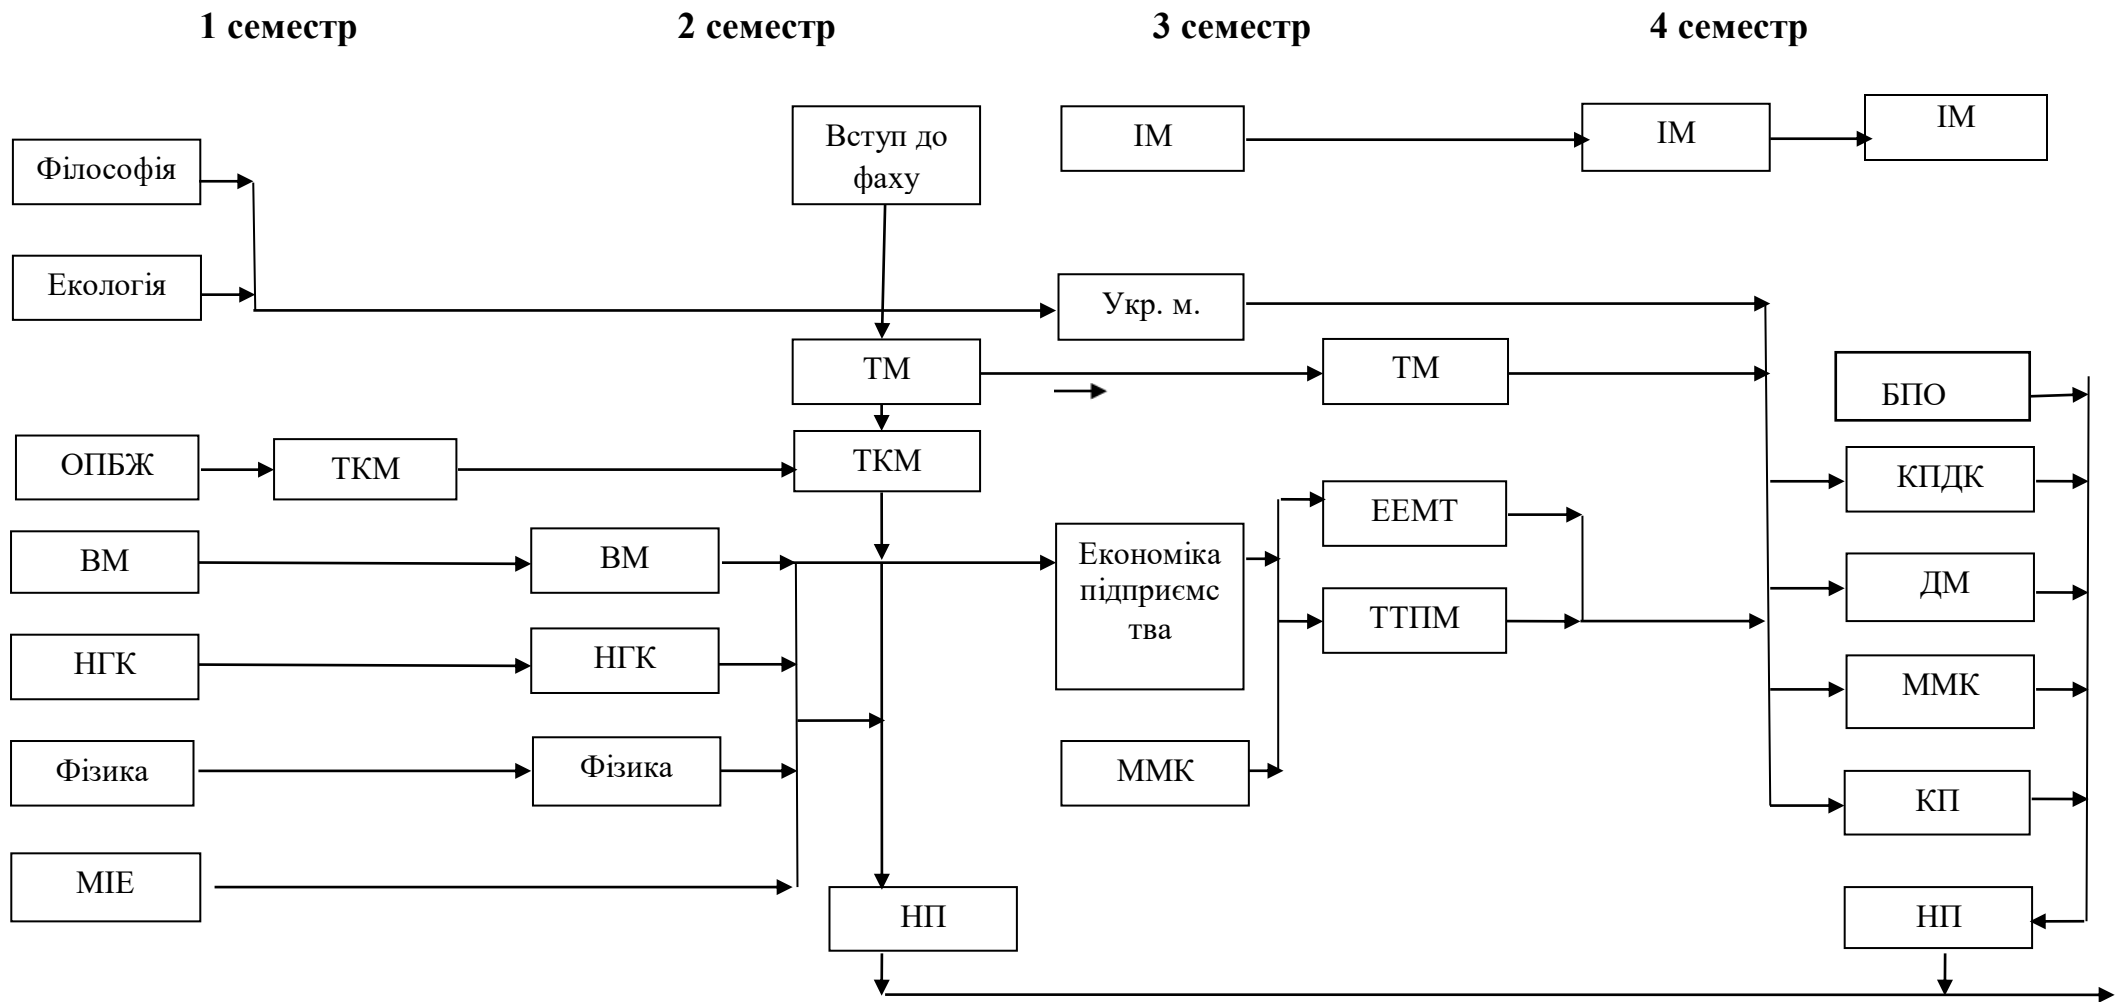 1 семестр
2 семестр
3 семестр
4 семестр
Вступ до
фаху
ІМ
ІМ
ІМ
Філософія
Екологія
Укр. м.
ТМ
ТМ
БПО
ОПБЖ
ТКМ
ТКМ
ЕЕМТ
КПДК
ВМ
ВМ
Економіка
підприємс
тва
ТТПМ
ДМ
НГК
НГК
ММК
Фізика
Фізика
ММК
КП
МІЕ
НП
НП